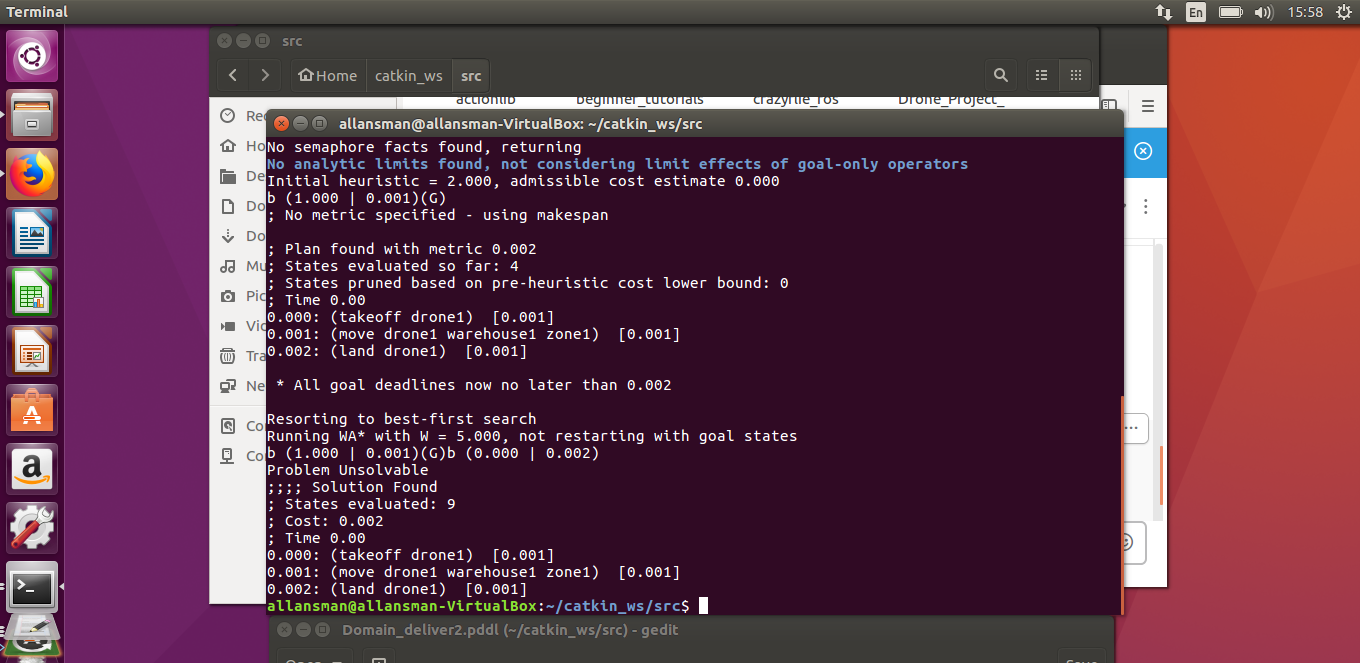 Terminal
En
15:58
src
Home
catkin_ws
src
actionlib
beginner_tutorials
crazyflie_ros
Drone_Project_
allansman@allansman-VirtualBox: ~/catkin_ws/src
No semaphore facts found, returning
No analytic limits found, not considering limit effects of goal-only operators
Initial heuristic = 2.000, admissible cost estimate 0.000
b (1.000 | 0.001)(G)
; No metric specified - using makespan
; Plan found with metric 0.002
; States evaluated so far: 4
; States pruned based on pre-heuristic cost lower bound: 0
; Time 0.00
0.000: (takeoff drone1)  [0.001]
0.001: (move drone1 warehouse1 zone1)  [0.001]
0.002: (land drone1)  [0.001]
* All goal deadlines now no later than 0.002
Resorting to best-first search
Running WA* with W = 5.000, not restarting with goal states
b (1.000 | 0.001)(G)b (0.000 | 0.002)
Problem Unsolvable
;;;; Solution Found
; States evaluated: 9
; Cost: 0.002
; Time 0.00
0.000: (takeoff drone1)  [0.001]
0.001: (move drone1 warehouse1 zone1)  [0.001]
0.002: (land drone1)  [0.001]
allansman@allansman-VirtualBox:~/catkin_ws/src$
Rec
Ho
De
Do
Do
Mu
Pic
Vic
Tra
Ne
Co
Co
Domain_deliver2.pddl (~/catkin_ws/src) - gedit